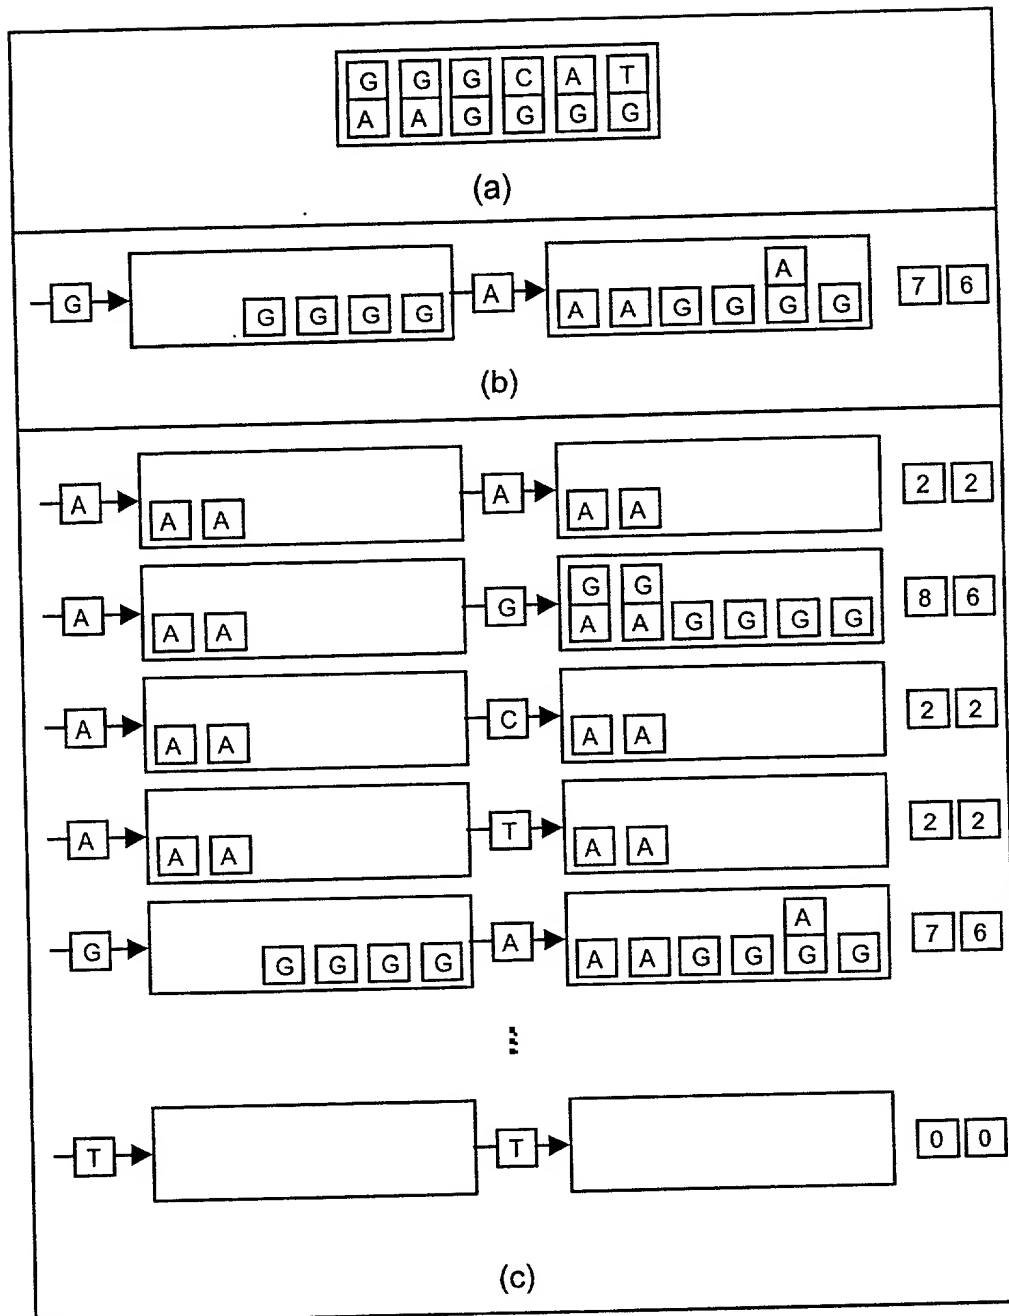 G G G C A T
A A G G G G
(a)
A
G G G G G A A A G G G G 7 6
(b)
A A A A A A 2 2
G G
A A A G A A G G G G 8 6
A A A C A A 2 2
A A A T A A 2 2
A
G G G G G A A A G G G G 7 6
T T 0 0
(c)